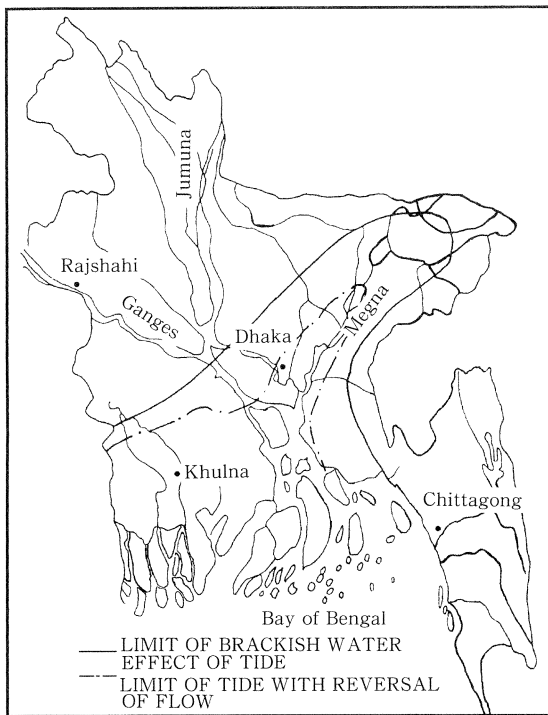 Jumuna
Rajshahi
Ganges
Dhaka
Megna
Khulna
Chittagong
Bay of Bengal
LIMIT OF BRACKISH WATER
EFFECT OF TIDE
LIMIT OF TIDE WITH REVERSAL
OF FLOW